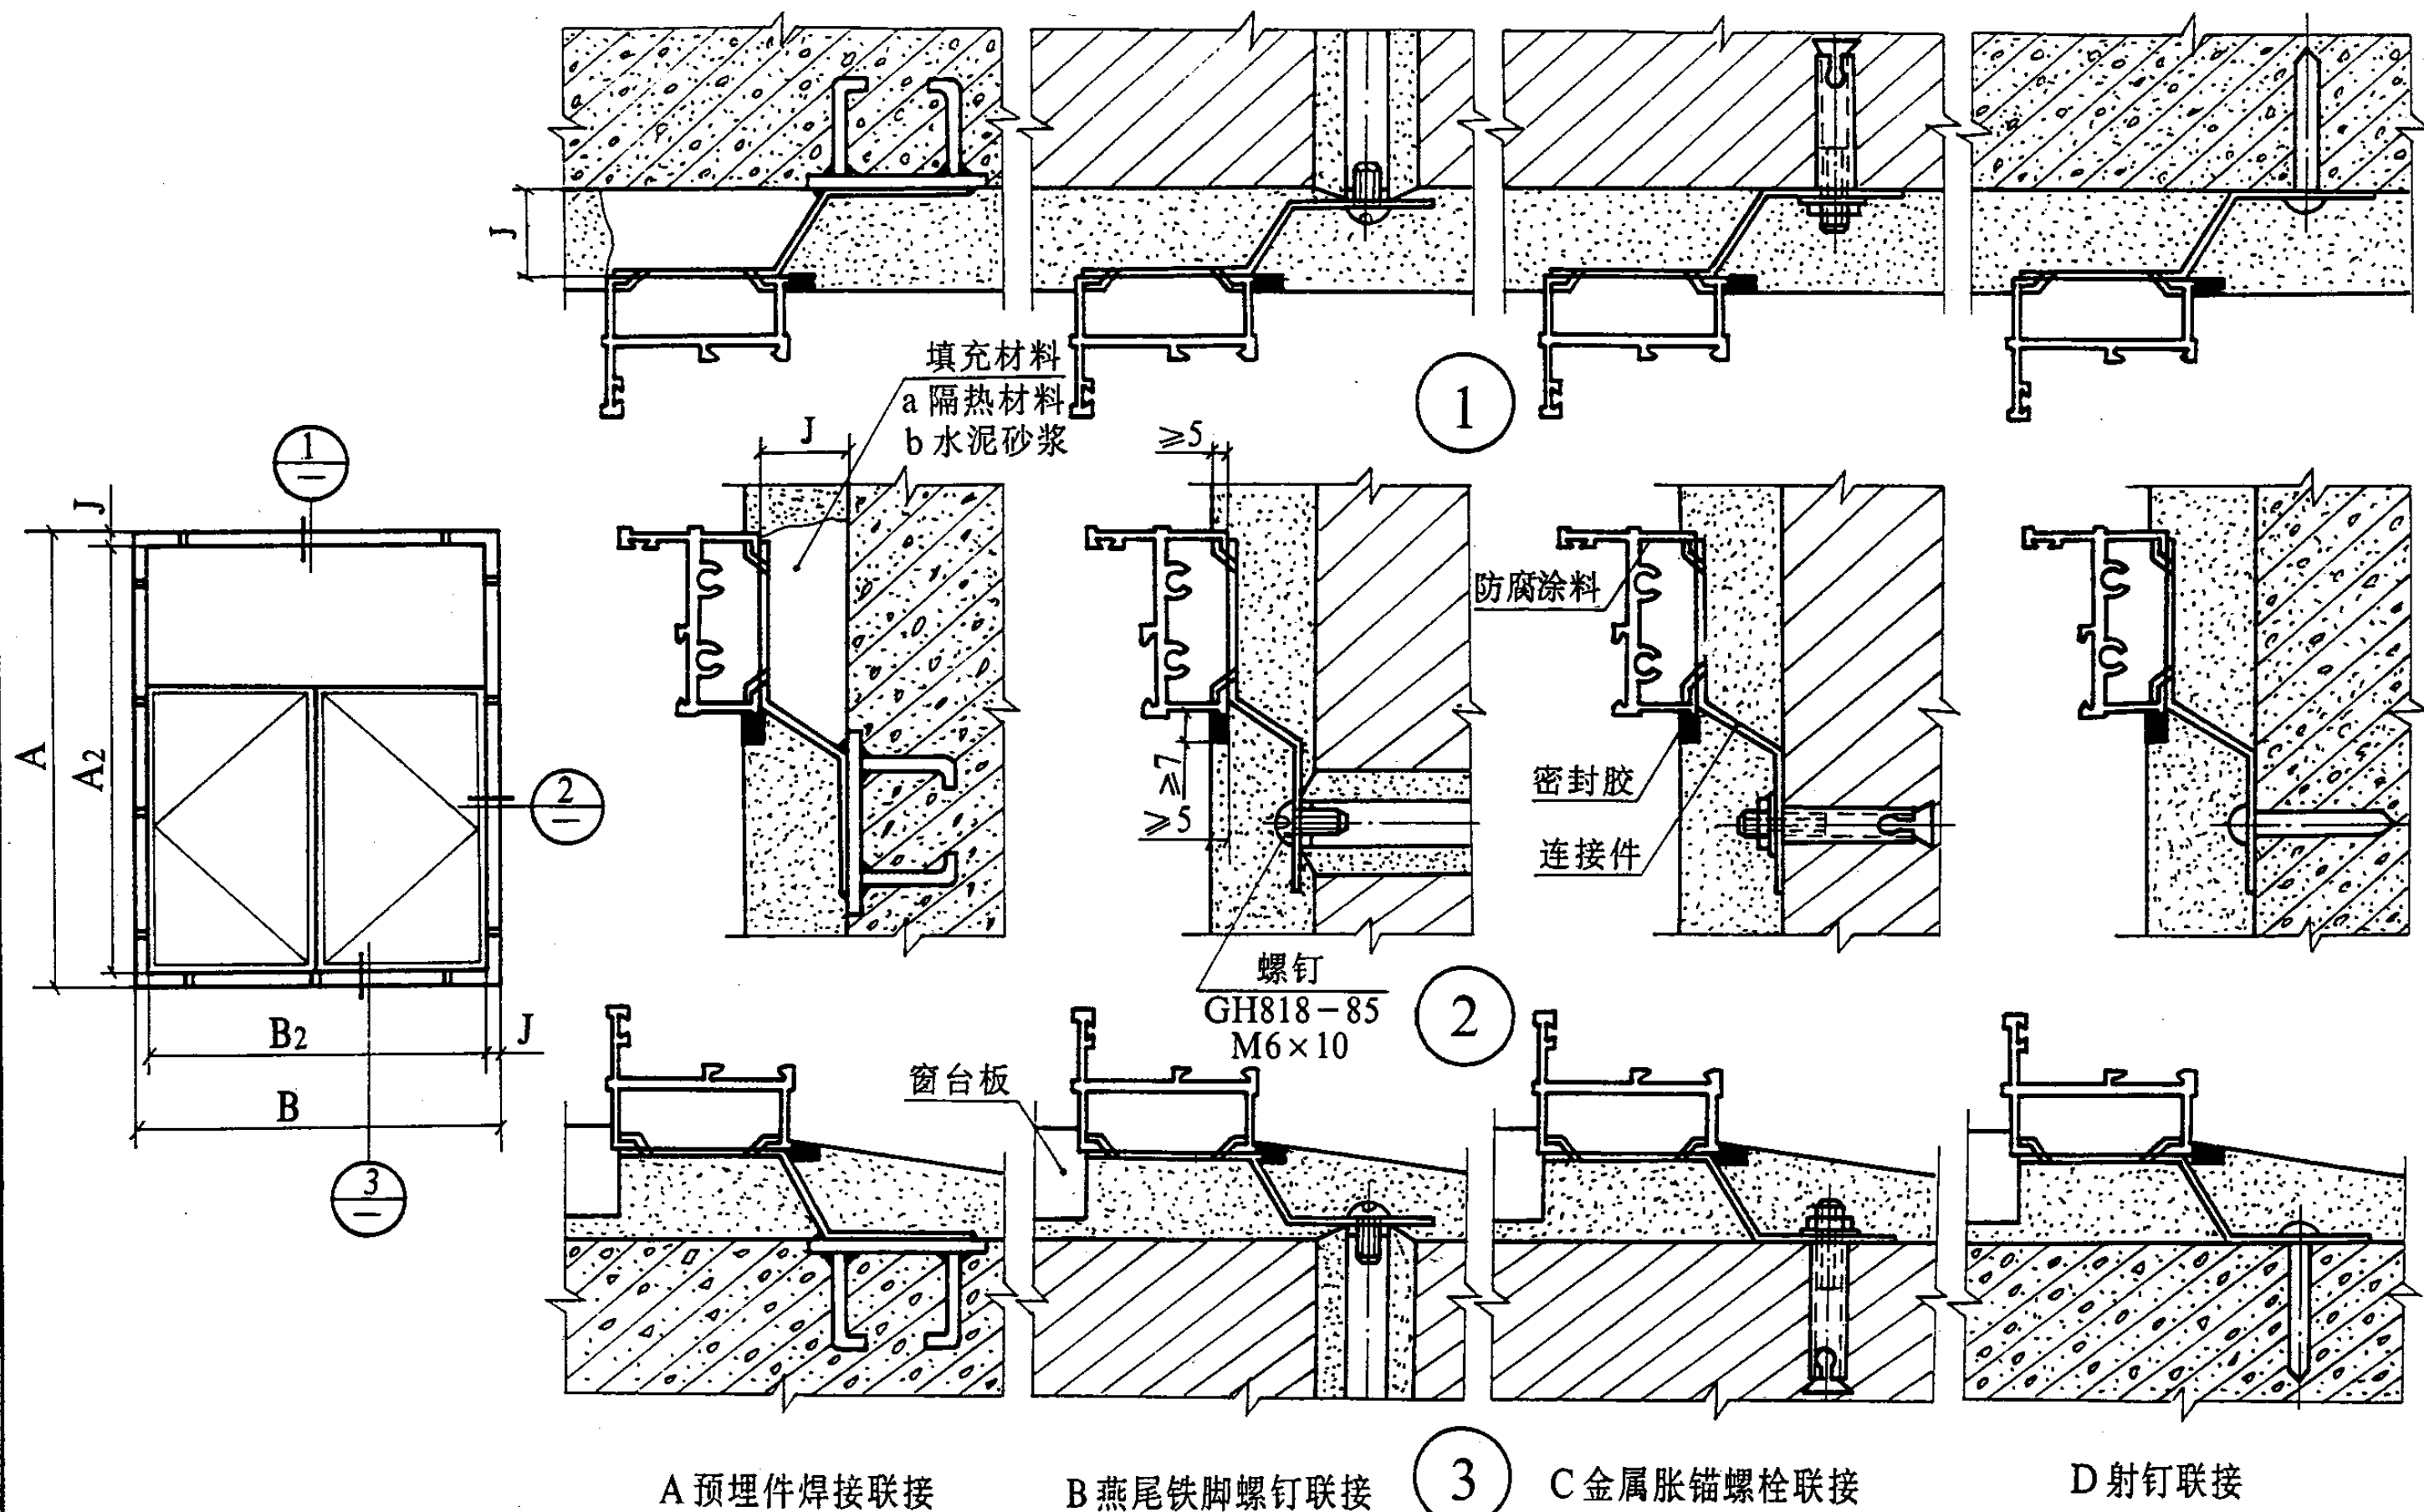 J
填充材料
a 隔热材料
b 水泥砂浆
1
1
J
J
≥5
A
A2
2
防腐涂料
密封胶
连接件
≥7
≥5
螺钉
GH818-85
M6×10
2
B2
J
B
3
窗台板
A 预埋件焊接联接
B 燕尾铁脚螺钉联接
3
C 金属胀锚螺栓联接
D 射钉联接